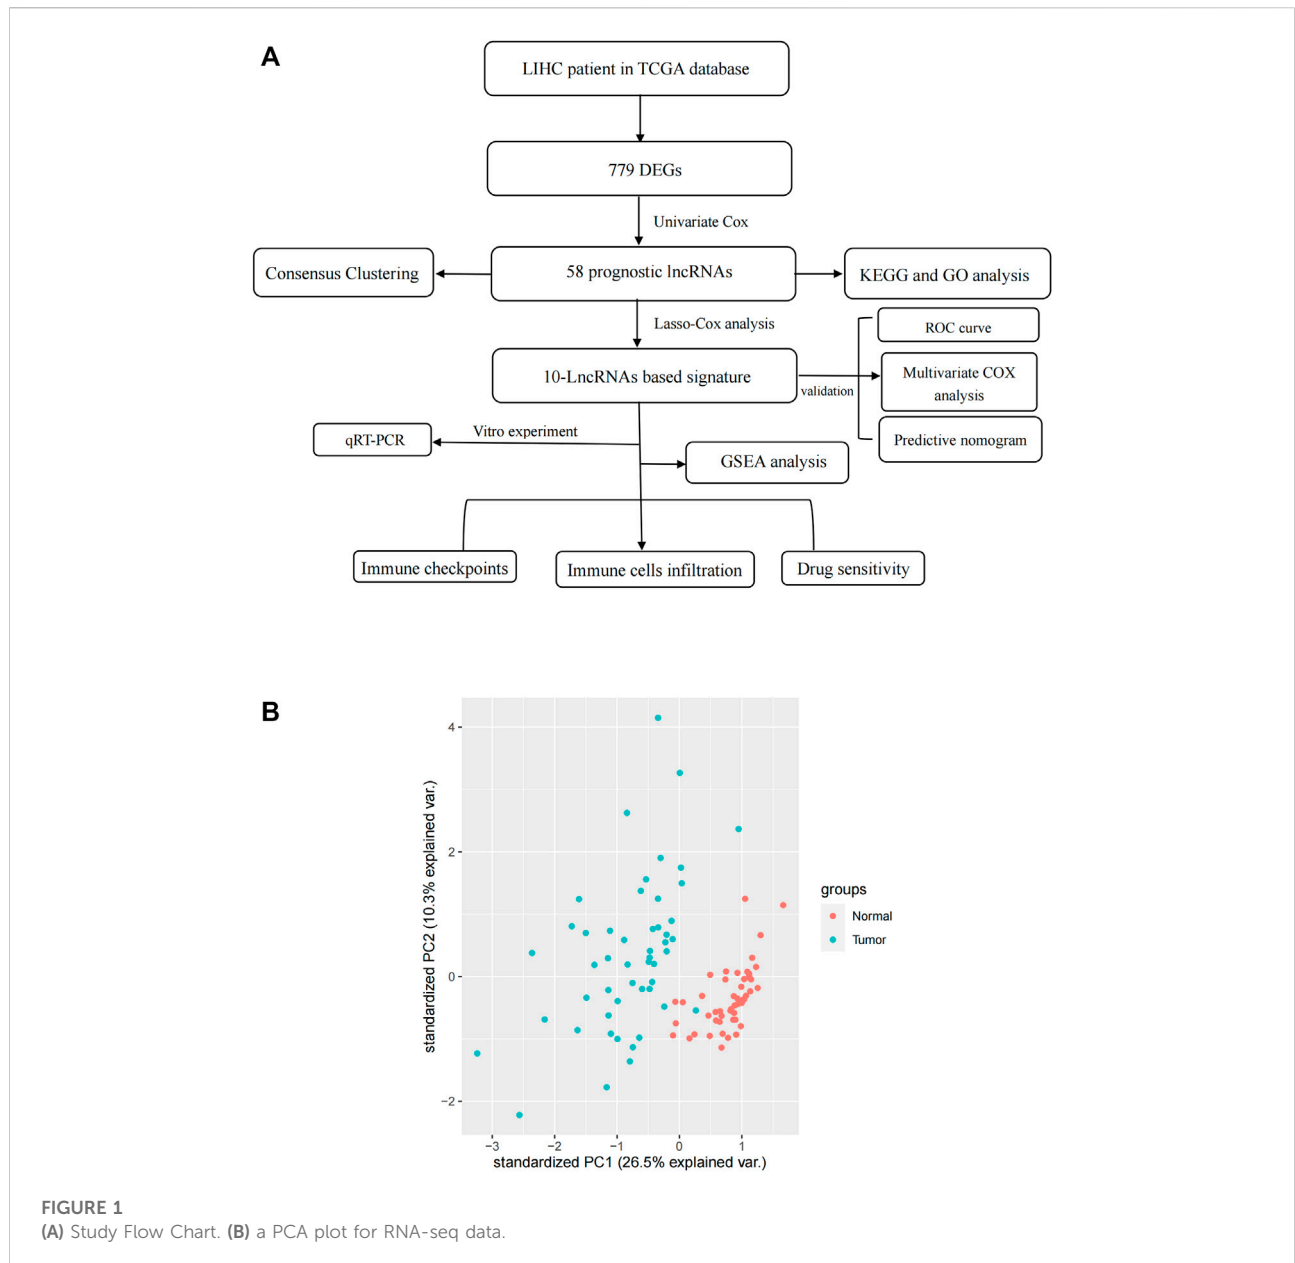 A
LIHC patient in TCGA database
779 DEGs
Univariate Cox
Consensus Clustering
58 prognostic lncRNAs
KEGG and GO analysis
Lasso-Cox analysis
ROC curve
10-LncRNAs based signature
validation
Multivariate COX
analysis
Predictive nomogram
qRT-PCR
Vitro experiment
GSEA analysis
Immune checkpoints
Immune cells infiltration
Drug sensitivity
B
standardized PC2 (10.3% explained var.)
4
2
0
−2
−3
−2
−1
0
1
standardized PC1 (26.5% explained var.)
groups
Normal
Tumor
FIGURE 1
(A) Study Flow Chart. (B) a PCA plot for RNA-seq data.